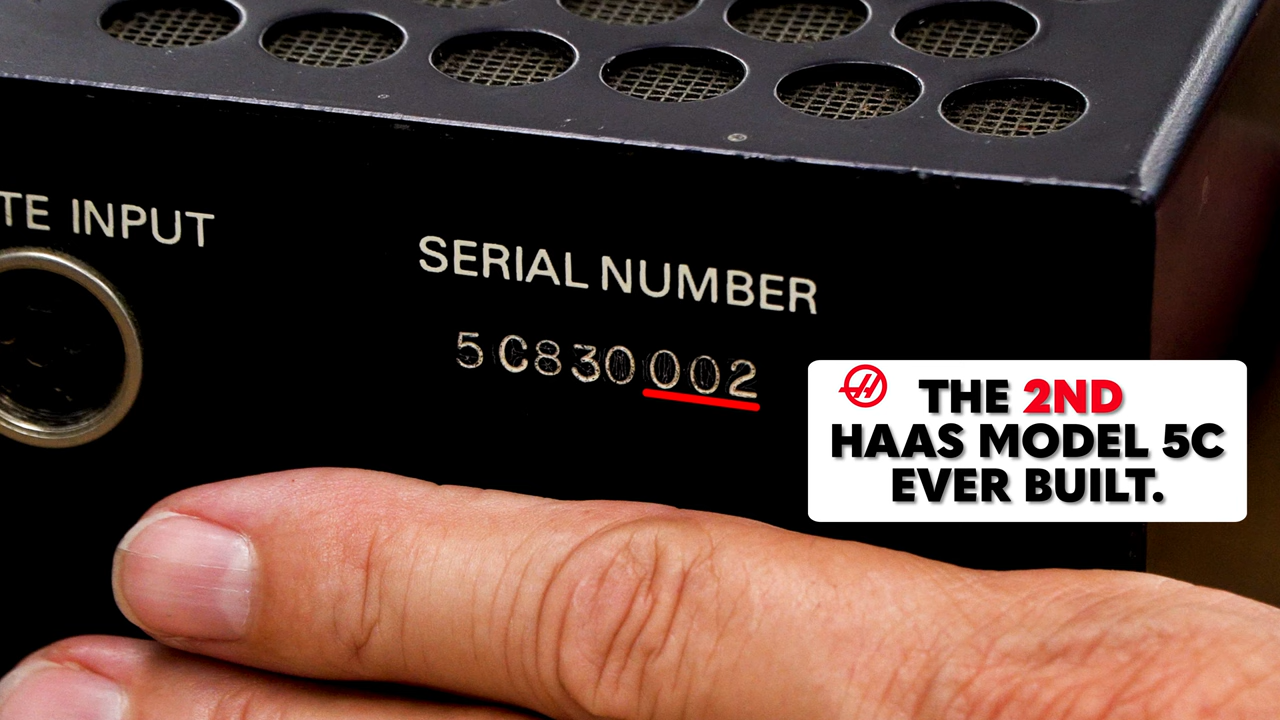 TE INPUT
SERIAL NUMBER
5C830002
THE 2ND
HAAS MODEL 5C
EVER BUILT.